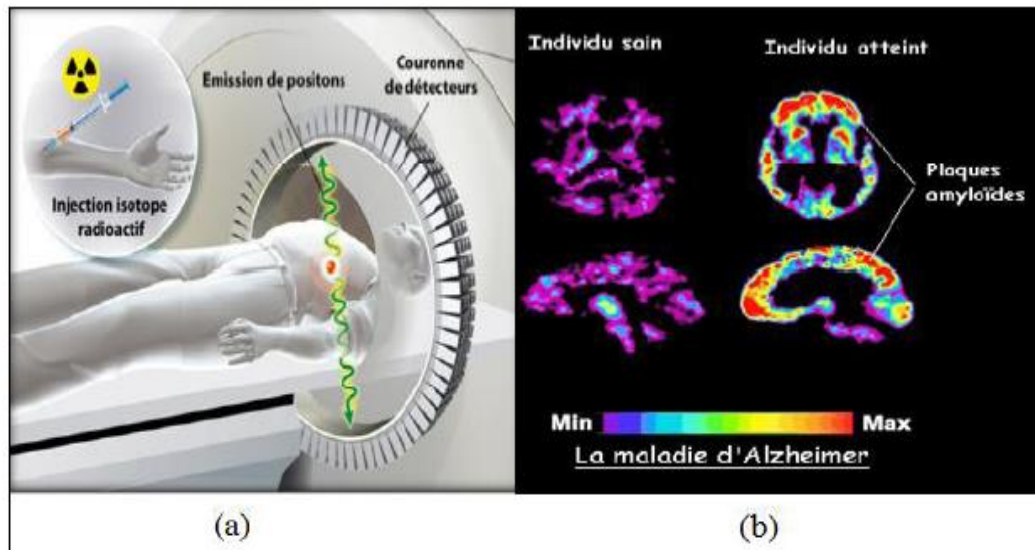 Emission de positons
Couronne
de détecteurs
Injection isotope
radioactif
(a)
Individu sain
Individu atteint
Plaques
amyloïdes
Min
Max
La maladie d'Alzheimer
(b)